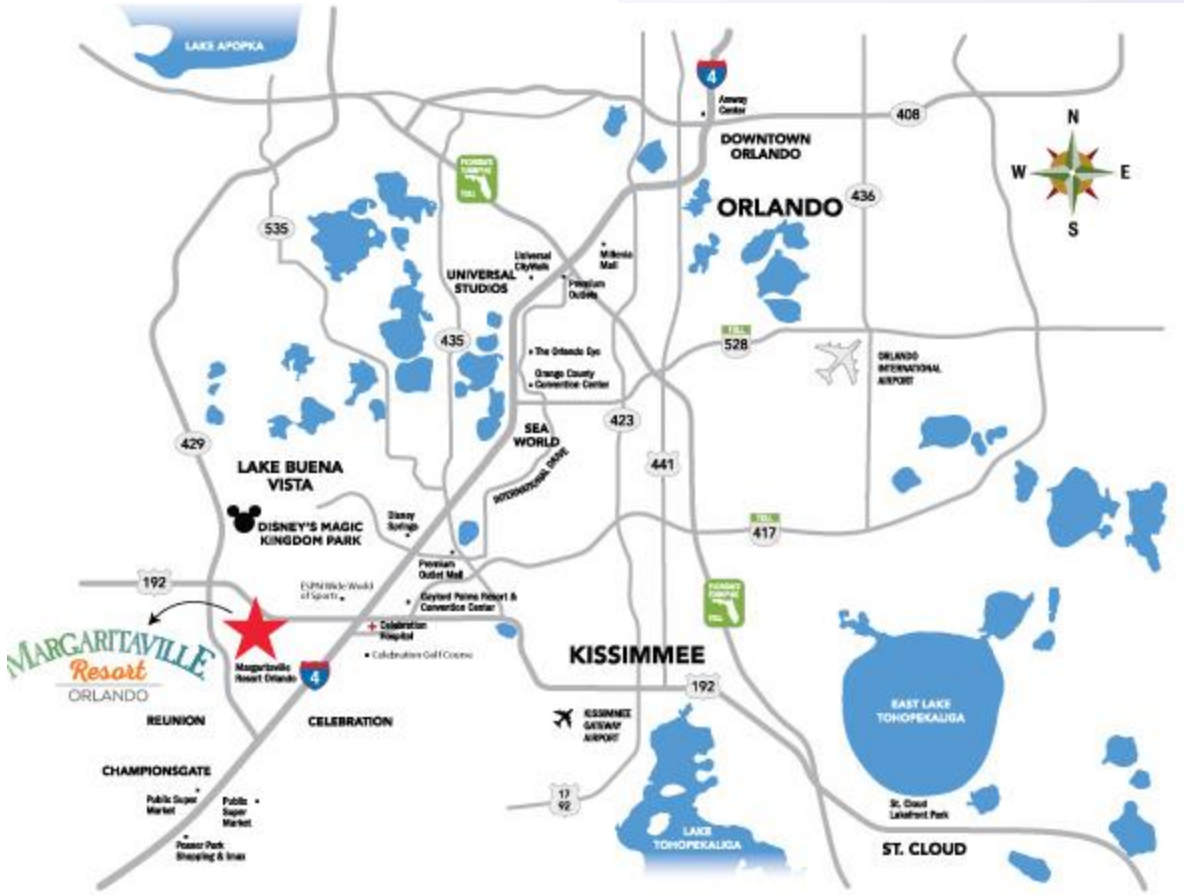 LAKE APOPKA
4
Amway
Center
408
DOWNTOWN
ORLANDO
N
W
E
S
FLORIDA'S
TURNPIKE
TOLL
436
ORLANDO
535
Universal
CityWalk
Millenia
Mall
UNIVERSAL
STUDIOS
Premium
Outlets
435
TOLL
528
The Orlando Eye
ORLANDO
INTERNATIONAL
AIRPORT
Orange County
Convention Center
423
SEA
WORLD
429
441
LAKE BUENA
VISTA
INTERNATIONAL DRIVE
Disney
Springs
DISNEY'S MAGIC
KINGDOM PARK
TOLL
417
Premium
Outlet Mall
192
ESPN Wide World
of Sports
Gaylord Palms Resort &
Convention Center
FLORIDA'S
TURNPIKE
TOLL
Celebration
Hospital
MARGARITAVILLE
Resort
ORLANDO
Margaritaville
Resort Orlando
Celebration Golf Course
KISSIMMEE
4
192
REUNION
CELEBRATION
KISSIMMEE
GATEWAY
AIRPORT
EAST LAKE
TOHOPEKALIGA
CHAMPIONSGATE
Publix Super
Market
Publix
Super
Market
17
92
St. Cloud
Lakefront Park
Posner Park
Shopping & Imax
LAKE
TOHOPEKALIGA
ST. CLOUD